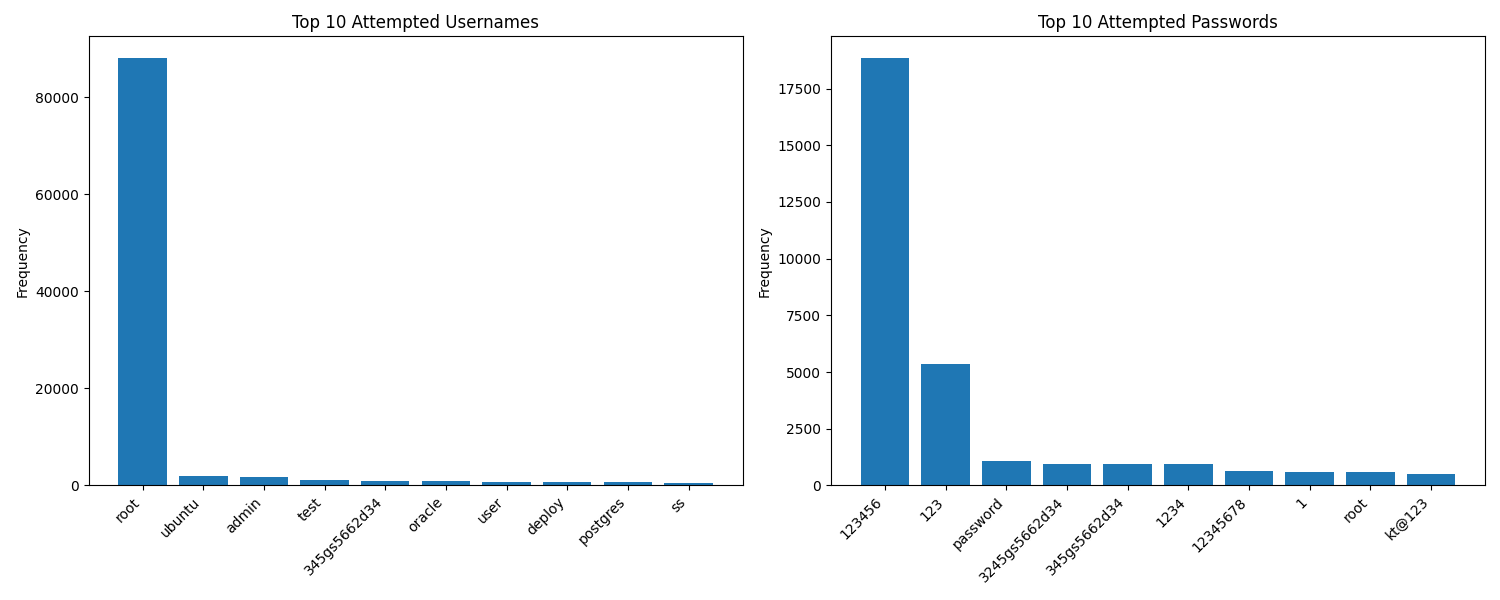 Top 10 Attempted Usernames
Frequency
80000
60000
40000
20000
0
root
ubuntu
admin
test
345gs5662d34
oracle
user
deploy
postgres
ss
Top 10 Attempted Passwords
Frequency
17500
15000
12500
10000
7500
5000
2500
0
123456
123
password
3245gs5662d34
345gs5662d34
1234
12345678
1
root
kt@123